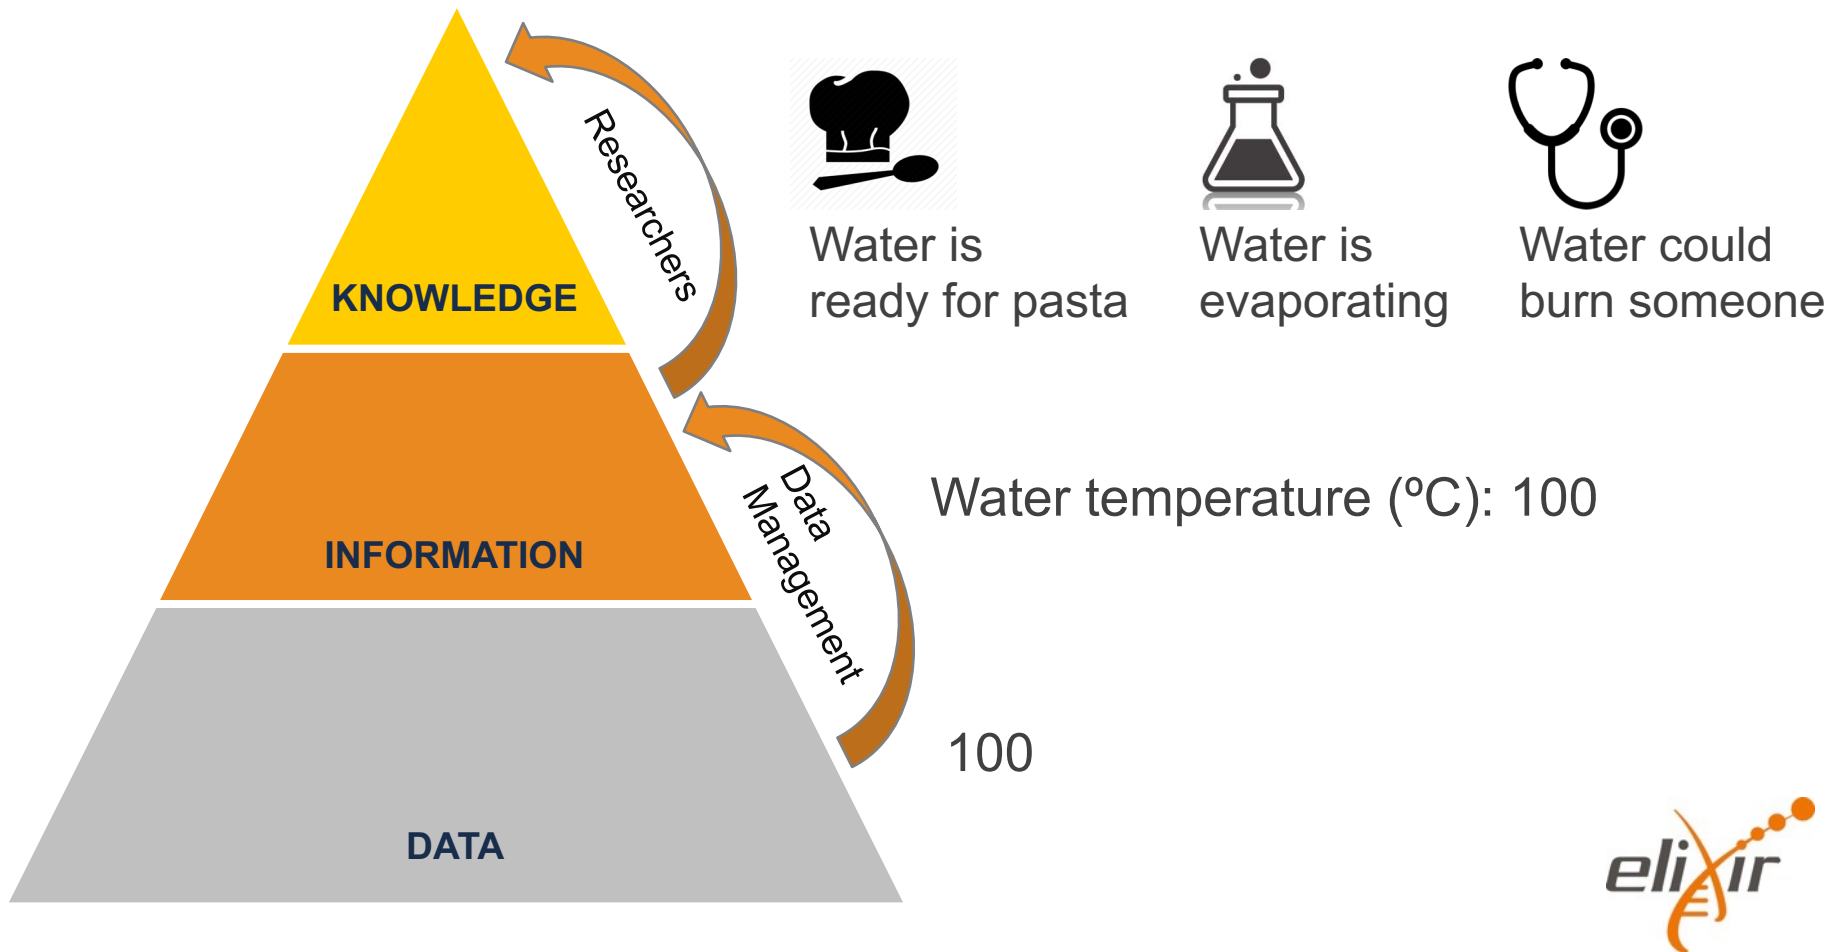 Researchers
KNOWLEDGE
Water is
ready for pasta
Water is
evaporating
Water could
burn someone
Data
Management
INFORMATION
Water temperature (ºC): 100
100
DATA
elixir